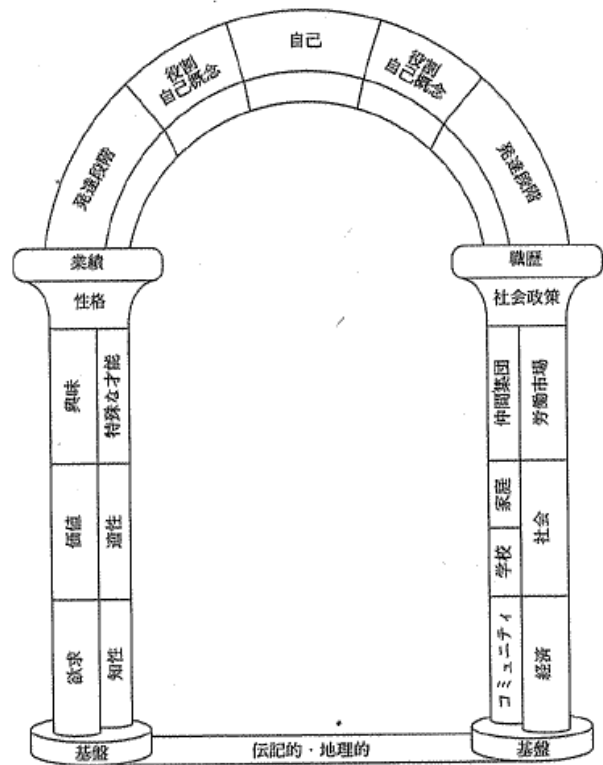 自己
役割
自己概念
役割
自己概念
発達段階
発達段階
業績
職歴
性格
社会政策
興味
特殊な才能
仲間集団
労働市場
価値
適性
家庭
学校
社会
欲求
知性
コミュニティ
経済
基盤
伝記的・地理的
基盤